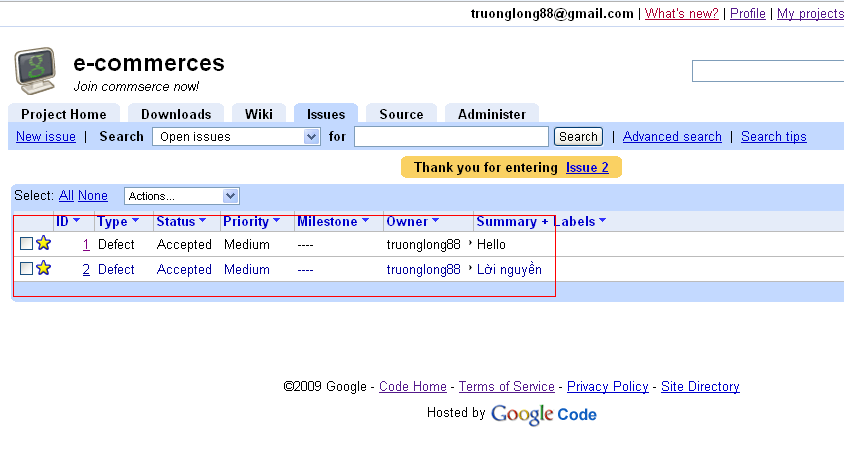 truonglong88@gmail.com | What's new? | Profile | My projects
e-commerces
Join commserce now!
Project Home Downloads Wiki Issues Source Administer
New issue | Search Open issues for Search | Advanced search | Search tips
Thank you for entering Issue 2
Select: All None Actions...
ID Type Status Priority Milestone Owner Summary + Labels
1 Defect Accepted Medium ---- truonglong88 Hello
2 Defect Accepted Medium ---- truonglong88 Lời nguyền
©2009 Google - Code Home - Terms of Service - Privacy Policy - Site Directory
Hosted by Google Code